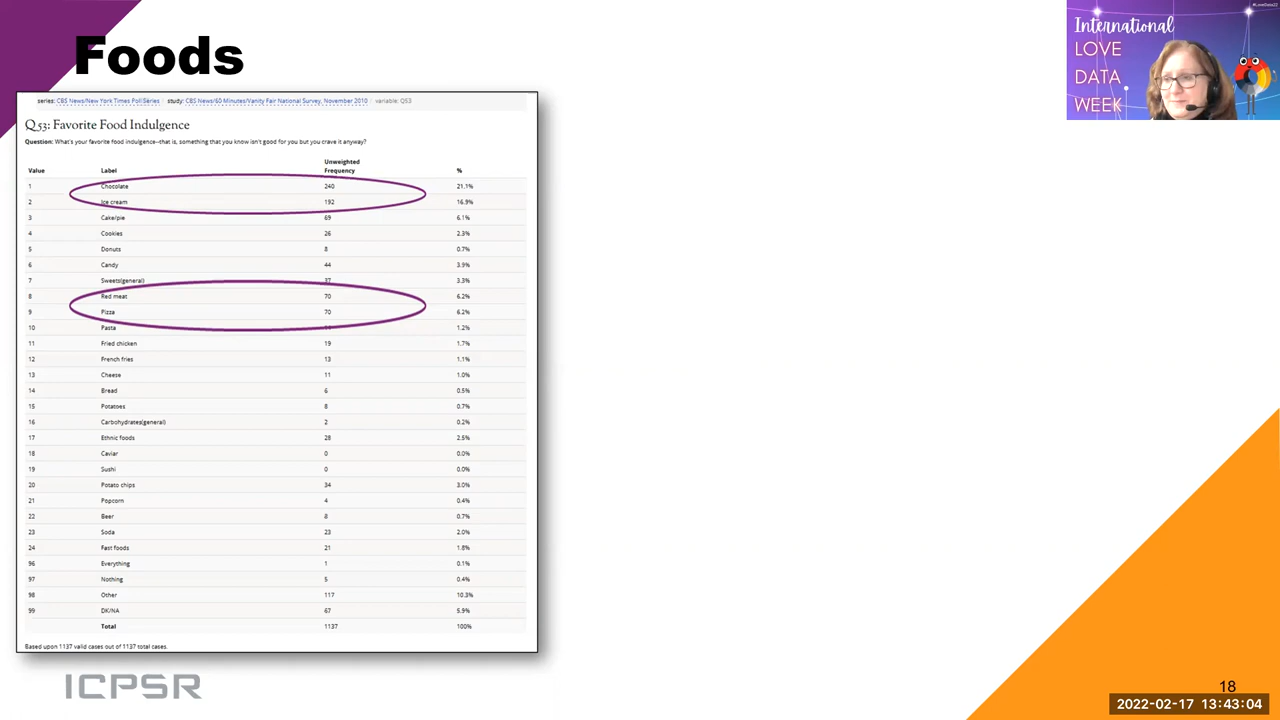 Foods
series: CBS News/New York Times Poll Series / study: CBS News/60 Minutes/Vanity Fair National Survey, November 2010 / variable: Q53
Q53: Favorite Food Indulgence
Question: What's your favorite food indulgence--that is, something that you know isn't good for you but you crave it anyway?
Value Label Unweighted Frequency %
1 Chocolate 240 21.1%
2 Ice cream 192 16.9%
3 Cake/pie 69 6.1%
4 Cookies 26 2.3%
5 Donuts 8 0.7%
6 Candy 44 3.9%
7 Sweets(general) 37 3.3%
8 Red meat 70 6.2%
9 Pizza 70 6.2%
10 Pasta 1.2%
11 Fried chicken 19 1.7%
12 French fries 13 1.1%
13 Cheese 11 1.0%
14 Bread 6 0.5%
15 Potatoes 8 0.7%
16 Carbohydrates(general) 2 0.2%
17 Ethnic foods 28 2.5%
18 Caviar 0 0.0%
19 Sushi 0 0.0%
20 Potato chips 34 3.0%
21 Popcorn 4 0.4%
22 Beer 8 0.7%
23 Soda 23 2.0%
24 Fast foods 21 1.8%
96 Everything 1 0.1%
97 Nothing 5 0.4%
98 Other 117 10.3%
99 DK/NA 67 5.9%
Total 1137 100%
Based upon 1137 valid cases out of 1137 total cases.
ICPSR
International
LOVE
DATA
WEEK
18
2022-02-17 13:43:04